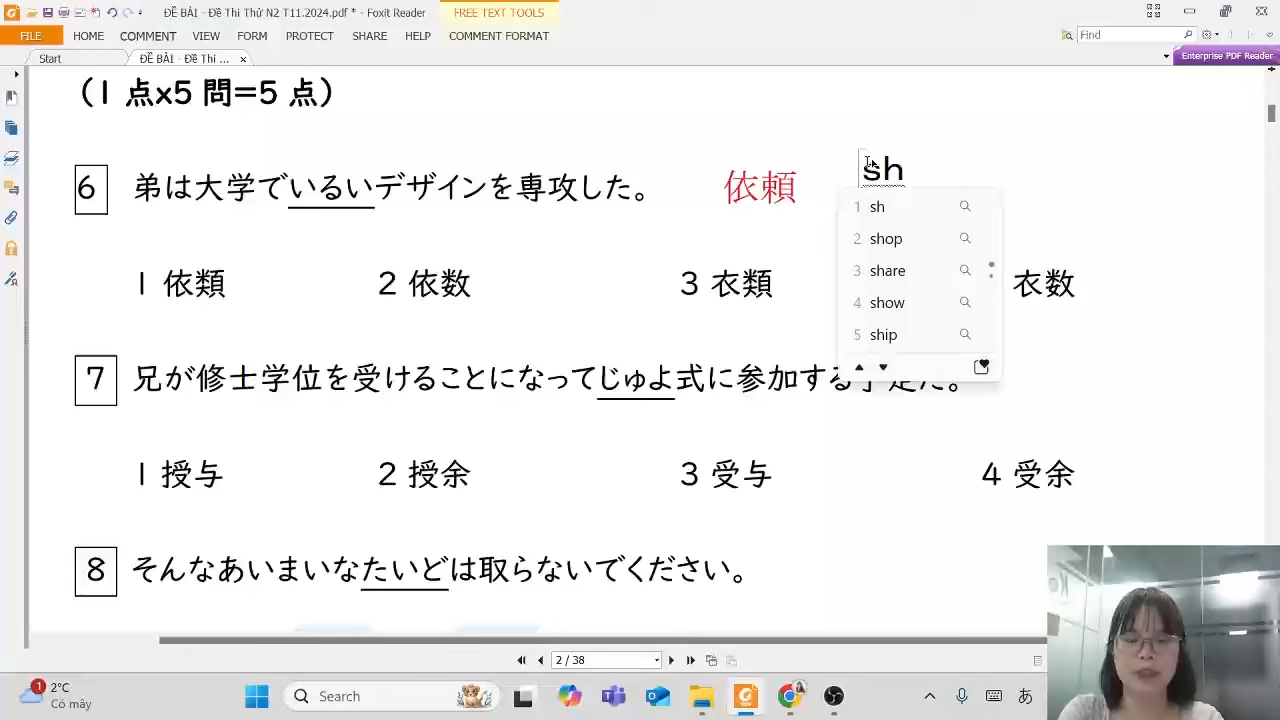 ĐỀ BÀI - Đề Thi Thử N2 T11.2024.pdf * - Foxit Reader
FREE TEXT TOOLS
FILE HOME COMMENT VIEW FORM PROTECT SHARE HELP COMMENT FORMAT
Find
Start
ĐỀ BÀI - Đề Thi ... ×
Enterprise PDF Reader
(1 点x5 問=5 点)
6 弟は大学でいるいデザインを専攻した。 依頼 sh
1 sh
2 shop
3 share
4 show
5 ship
1 依類 2 依数 3 衣類 衣数
7 兄が修士学位を受けることになってじゅよ式に参加する予定だ。
1 授与 2 授余 3 受与 4 受余
8 そんなあいまいなたいどは取らないでください。
2 / 38
1
2°C
Có mây
Search
あ